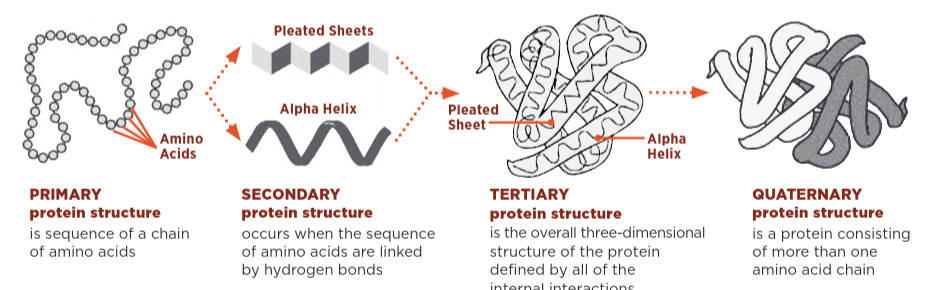 Pleated Sheets
Alpha Helix
Amino
Acids
Pleated
Sheet
Alpha
Helix
PRIMARY
protein structure
is sequence of a chain
of amino acids
SECONDARY
protein structure
occurs when the sequence
of amino acids are linked
by hydrogen bonds
TERTIARY
protein structure
is the overall three-dimensional
structure of the protein
defined by all of the
internal interactions
QUATERNARY
protein structure
is a protein consisting
of more than one
amino acid chain